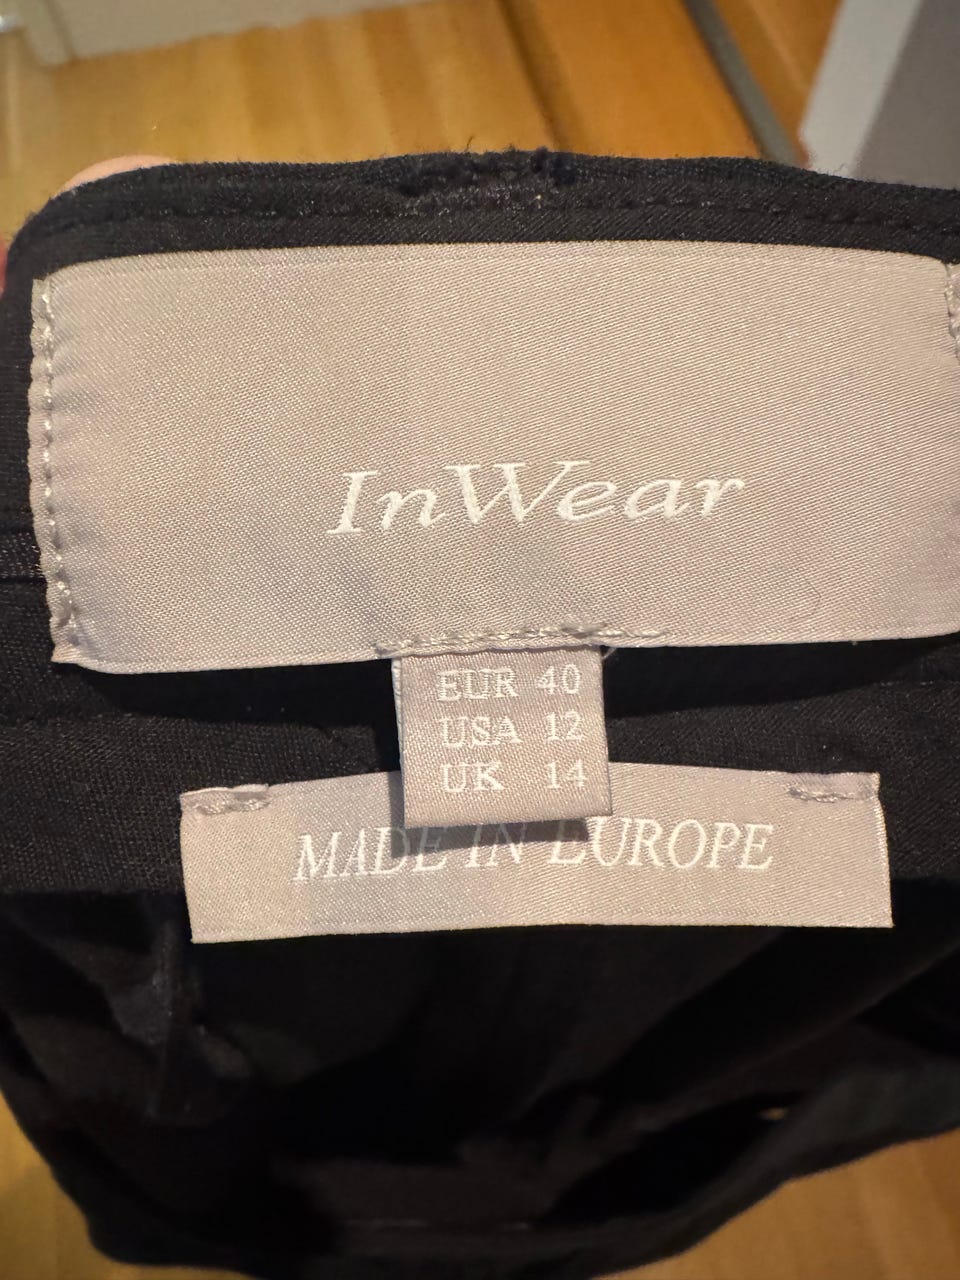 InWear
EUR 40
USA 12
UK 14
MADE IN EUROPE